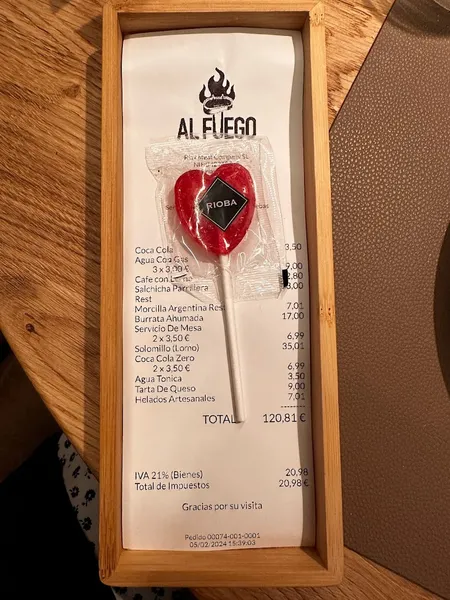 AL FUEGO
RIOBA
Coca Cola 3,50
Agua Con Gas
3 x 3,00 € 9,00
Cafe con 2,80
Salchicha Parrillera 8,00
Rest
Morcilla Argentina Rest 7,01
Burrata Ahumada 17,00
Servicio De Mesa
2 x 3,50 € 6,99
Solomillo (Lomo) 35,01
Coca Cola Zero
2 x 3,50 € 6,99
Agua Tonica 3,50
Tarta De Queso 9,00
Helados Artesanales 7,01
TOTAL 120,81 €
IVA 21% (Bienes) 20,98
Total de Impuestos 20,98 €
Gracias por su visita
Pedido 00074-001-0001
05/02/2024 15:39:03